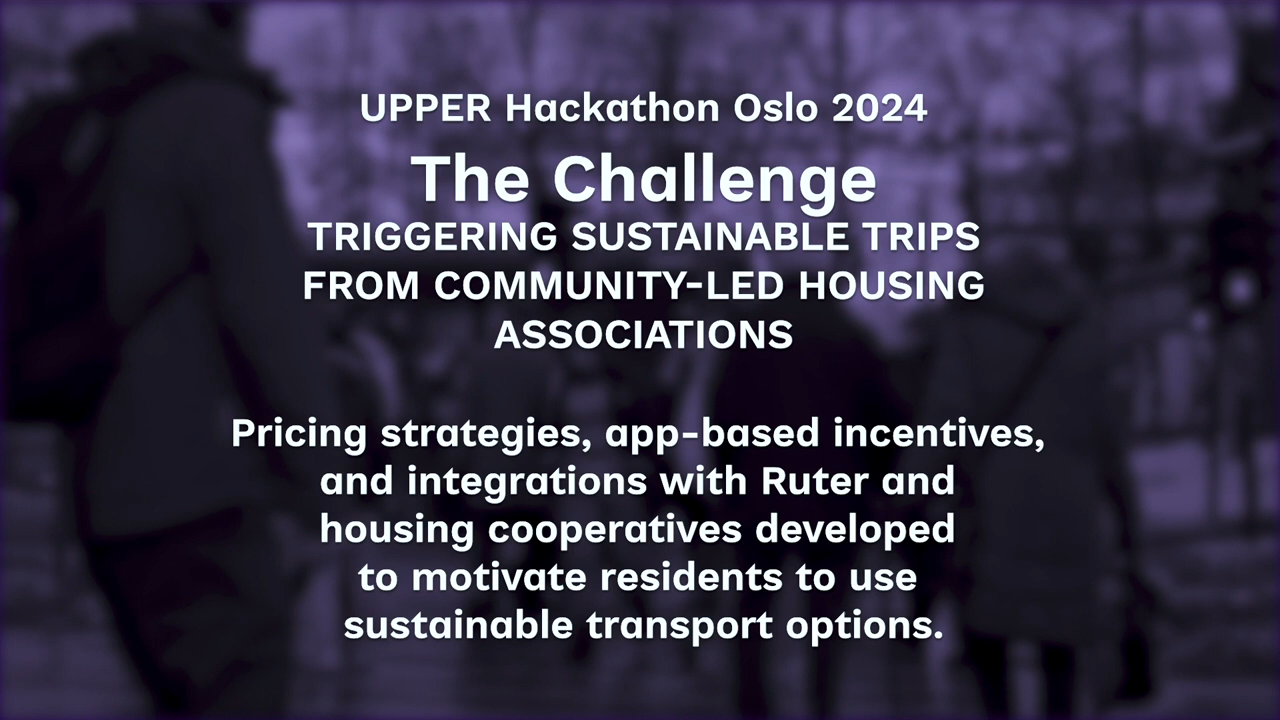 UPPER Hackathon Oslo 2024
The Challenge
TRIGGERING SUSTAINABLE TRIPS
FROM COMMUNITY-LED HOUSING
ASSOCIATIONS
Pricing strategies, app-based incentives,
and integrations with Ruter and
housing cooperatives developed
to motivate residents to use
sustainable transport options.